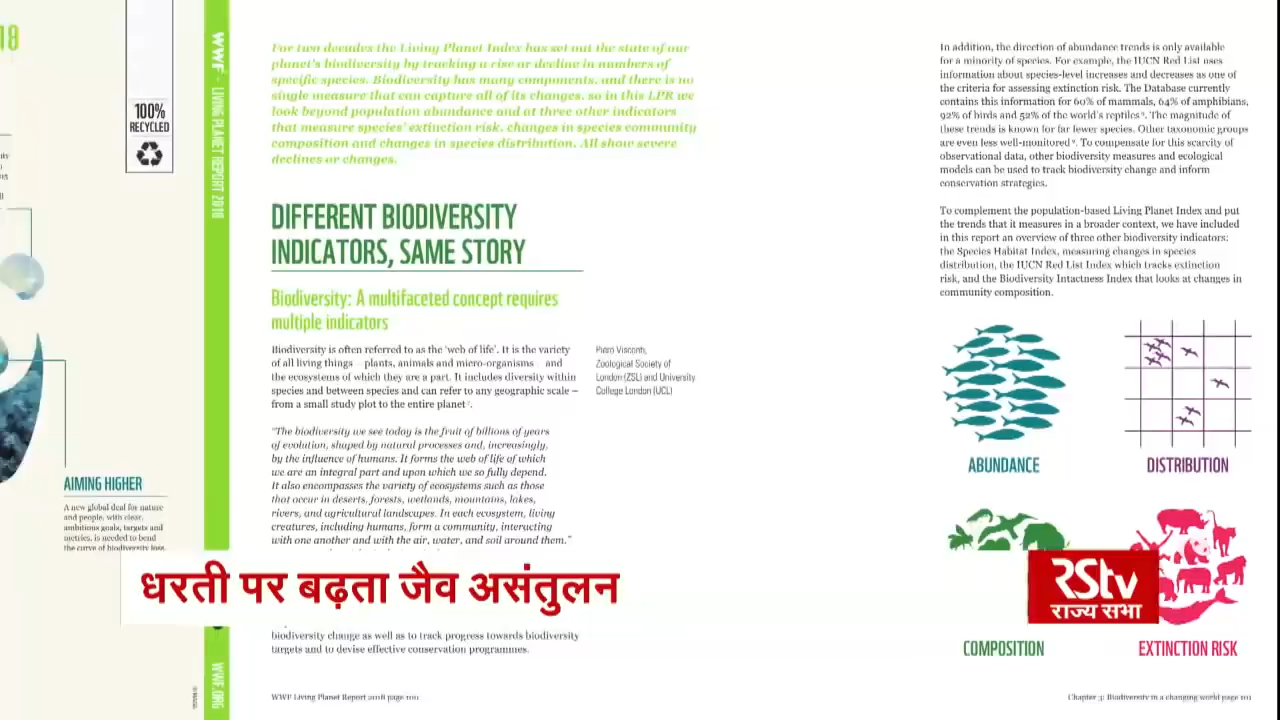 18
100%
RECYCLED
AIMING HIGHER
A new global deal for nature
and people, with clear,
ambitious goals, targets and
metrics, is needed to bend
the curve of biodiversity loss.
WWF - LIVING PLANET REPORT 2018
WWF.ORG
For two decades the Living Planet Index has set out the state of our
planet's biodiversity by tracking a rise or decline in numbers of
specific species. Biodiversity has many components, and there is no
single measure that can capture all of its changes, so in this LPR we
look beyond population abundance and at three other indicators
that measure species' extinction risk, changes in species community
composition and changes in species distribution. All show severe
declines or changes.
DIFFERENT BIODIVERSITY
INDICATORS, SAME STORY
Biodiversity: A multifaceted concept requires
multiple indicators
Biodiversity is often referred to as the 'web of life'. It is the variety
of all living things plants, animals and micro-organisms and
the ecosystems of which they are a part. It includes diversity within
species and between species and can refer to any geographic scale –
from a small study plot to the entire planet.
Piero Visconti,
Zoological Society of
London (ZSL) and University
College London (UCL)
"The biodiversity we see today is the fruit of billions of years
of evolution, shaped by natural processes and, increasingly,
by the influence of humans. It forms the web of life of which
we are an integral part and upon which we so fully depend.
It also encompasses the variety of ecosystems such as those
that occur in deserts, forests, wetlands, mountains, lakes,
rivers, and agricultural landscapes. In each ecosystem, living
creatures, including humans, form a community, interacting
with one another and with the air, water, and soil around them."
biodiversity change as well as to track progress towards biodiversity
targets and to devise effective conservation programmes.
WWF Living Planet Report 2018 page 100
In addition, the direction of abundance trends is only available
for a minority of species. For example, the IUCN Red List uses
information about species-level increases and decreases as one of
the criteria for assessing extinction risk. The Database currently
contains this information for 60% of mammals, 64% of amphibians,
92% of birds and 52% of the world's reptiles. The magnitude of
these trends is known for far fewer species. Other taxonomic groups
are even less well-monitored. To compensate for this scarcity of
observational data, other biodiversity measures and ecological
models can be used to track biodiversity change and inform
conservation strategies.
To complement the population-based Living Planet Index and put
the trends that it measures in a broader context, we have included
in this report an overview of three other biodiversity indicators:
the Species Habitat Index, measuring changes in species
distribution, the IUCN Red List Index which tracks extinction
risk, and the Biodiversity Intactness Index that looks at changes in
community composition.
ABUNDANCE
DISTRIBUTION
COMPOSITION
EXTINCTION RISK
Chapter 3: Biodiversity in a changing world page 101
धरती पर बढ़ता जैव असंतुलन
RStv
राज्य सभा